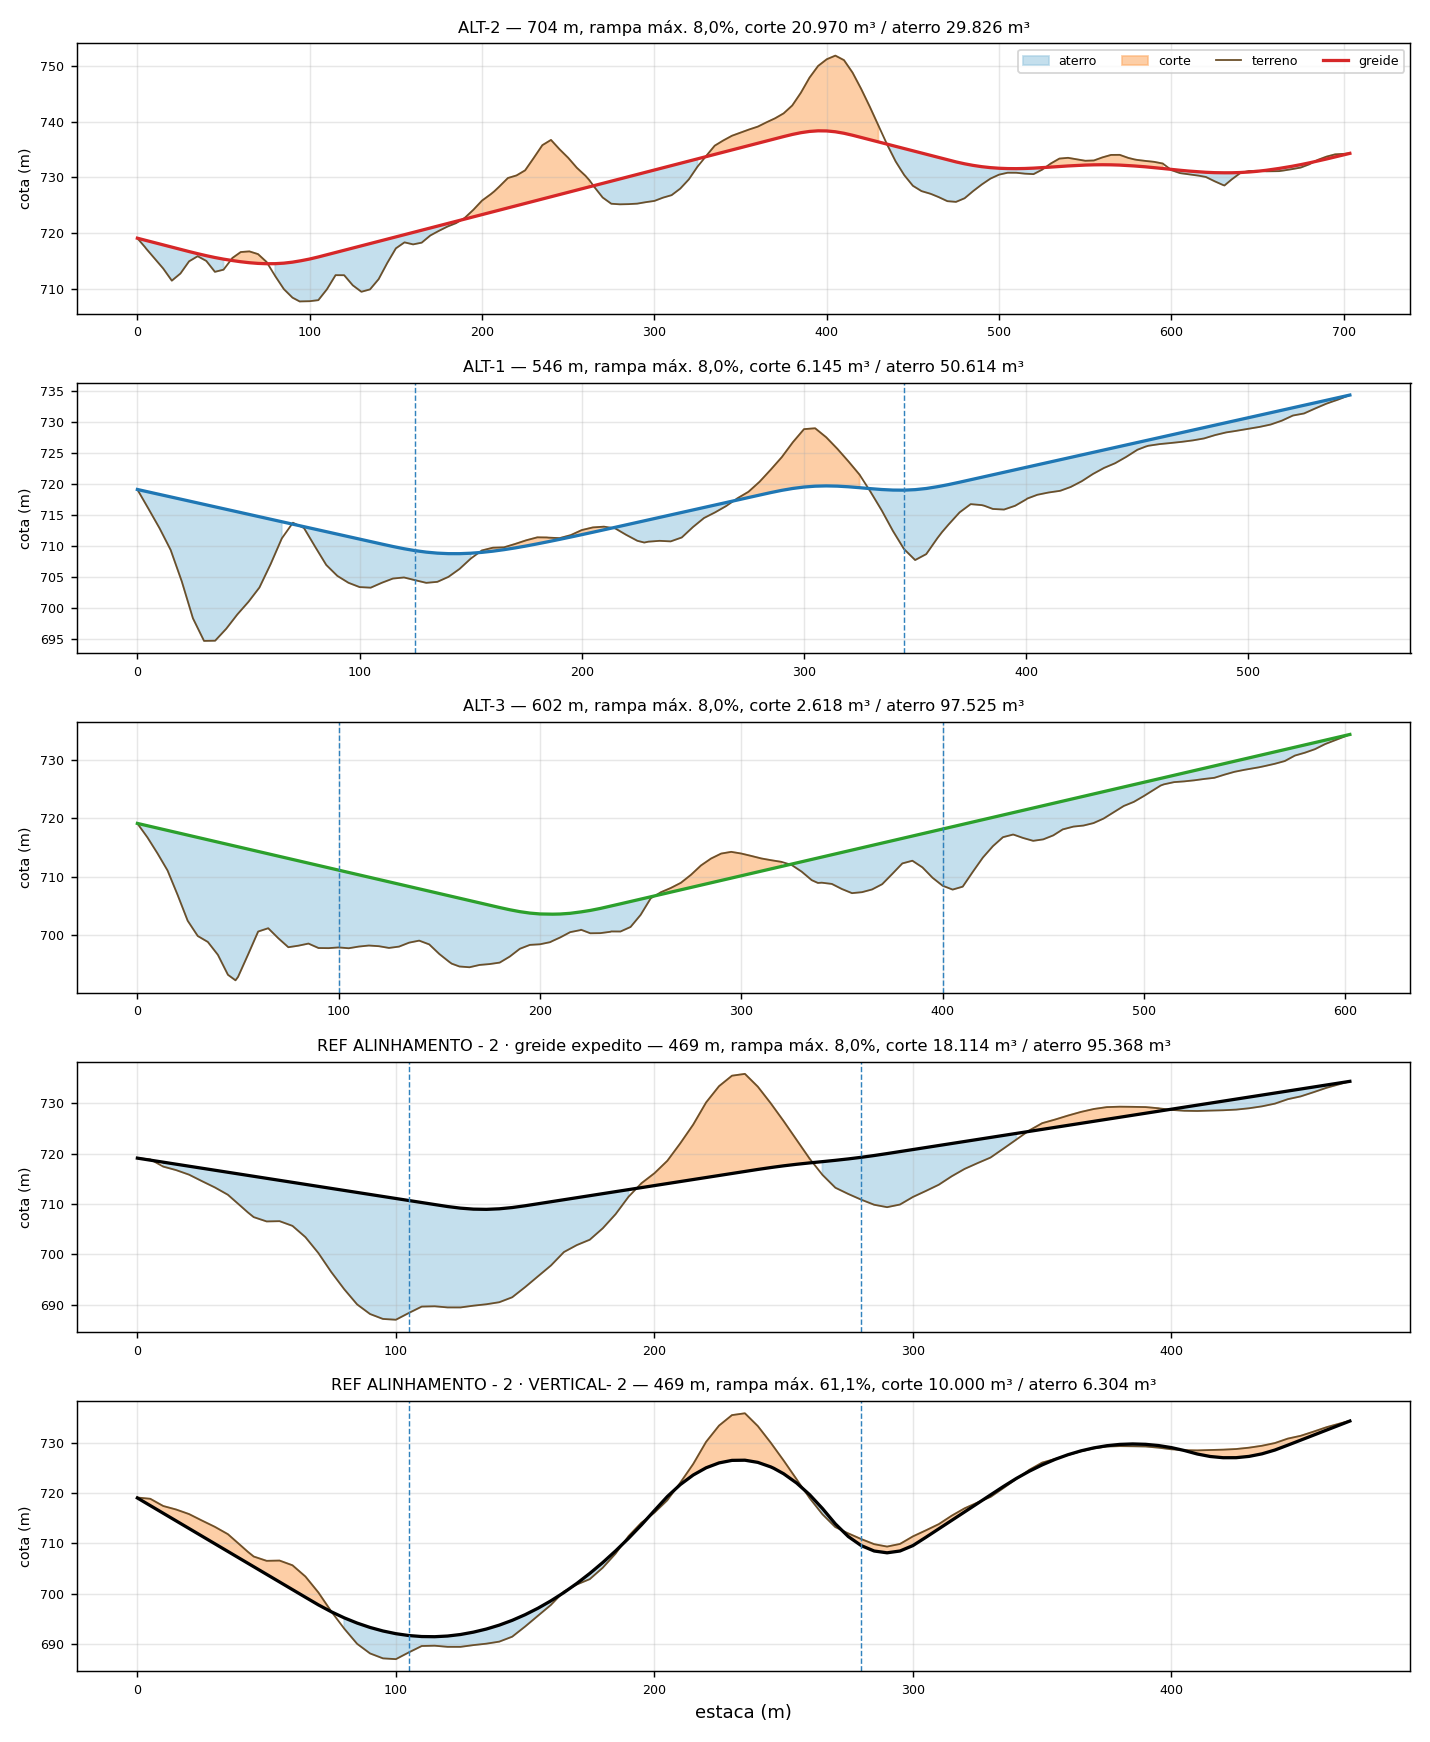 ALT-2 — 704 m, rampa máx. 8,0%, corte 20.970 m³ / aterro 29.826 m³
aterro corte terreno greide
cota (m)
750
740
730
720
710
0 100 200 300 400 500 600 700
ALT-1 — 546 m, rampa máx. 8,0%, corte 6.145 m³ / aterro 50.614 m³
cota (m)
735
730
725
720
715
710
705
700
695
0 100 200 300 400 500
ALT-3 — 602 m, rampa máx. 8,0%, corte 2.618 m³ / aterro 97.525 m³
cota (m)
730
720
710
700
0 100 200 300 400 500 600
REF ALINHAMENTO - 2 · greide expedito — 469 m, rampa máx. 8,0%, corte 18.114 m³ / aterro 95.368 m³
cota (m)
730
720
710
700
690
0 100 200 300 400
REF ALINHAMENTO - 2 · VERTICAL- 2 — 469 m, rampa máx. 61,1%, corte 10.000 m³ / aterro 6.304 m³
cota (m)
730
720
710
700
690
0 100 200 300 400
estaca (m)